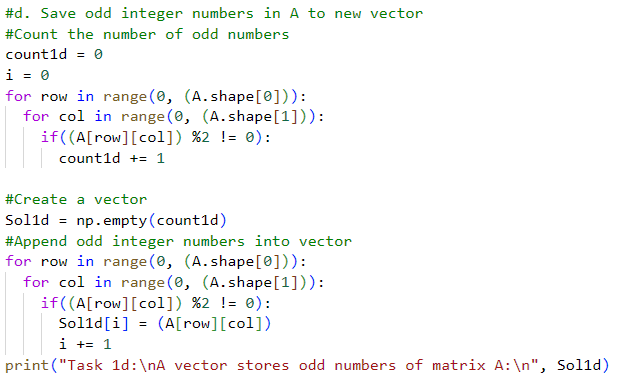 #d. Save odd integer numbers in A to new vector
#Count the number of odd numbers
count1d = 0
i = 0
for row in range(0, (A.shape[0])):
  for col in range(0, (A.shape[1])):
    if((A[row][col]) %2 != 0):
      count1d += 1

#Create a vector
Sol1d = np.empty(count1d)
#Append odd integer numbers into vector
for row in range(0, (A.shape[0])):
  for col in range(0, (A.shape[1])):
    if((A[row][col]) %2 != 0):
      Sol1d[i] = (A[row][col])
      i += 1
print("Task 1d:\nA vector stores odd numbers of matrix A:\n", Sol1d)